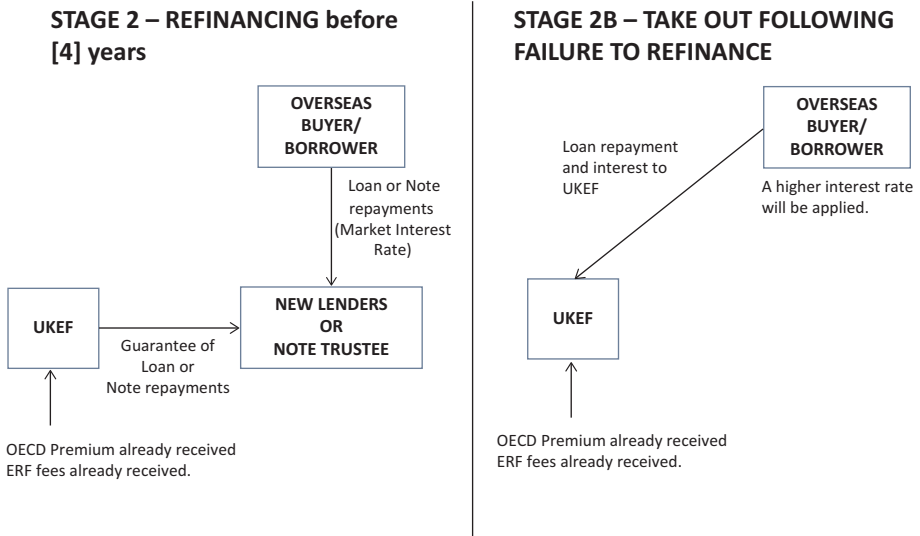 STAGE 2 – REFINANCING before
[4] years
OVERSEAS
BUYER/
BORROWER
Loan or Note
repayments
(Market Interest
Rate)
UKEF
NEW LENDERS
OR
NOTE TRUSTEE
Guarantee of
Loan or
Note repayments
OECD Premium already received
ERF fees already received.
STAGE 2B – TAKE OUT FOLLOWING
FAILURE TO REFINANCE
OVERSEAS
BUYER/
BORROWER
Loan repayment
and interest to
UKEF
A higher interest rate
will be applied.
UKEF
OECD Premium already received
ERF fees already received.